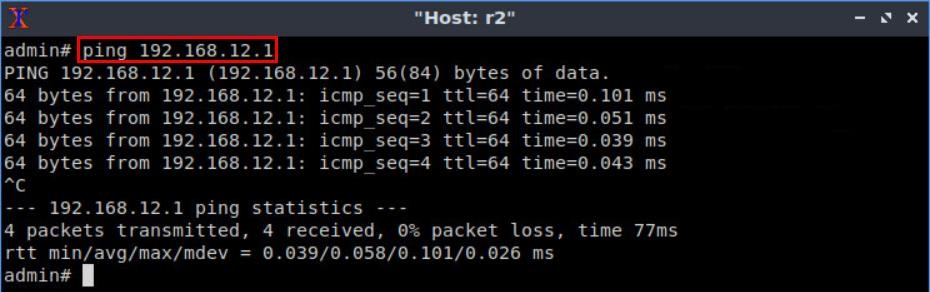 "Host: r2"
admin# ping 192.168.12.1
PING 192.168.12.1 (192.168.12.1) 56(84) bytes of data.
64 bytes from 192.168.12.1: icmp_seq=1 ttl=64 time=0.101 ms
64 bytes from 192.168.12.1: icmp_seq=2 ttl=64 time=0.051 ms
64 bytes from 192.168.12.1: icmp_seq=3 ttl=64 time=0.039 ms
64 bytes from 192.168.12.1: icmp_seq=4 ttl=64 time=0.043 ms
^C
--- 192.168.12.1 ping statistics ---
4 packets transmitted, 4 received, 0% packet loss, time 77ms
rtt min/avg/max/mdev = 0.039/0.058/0.101/0.026 ms
admin#